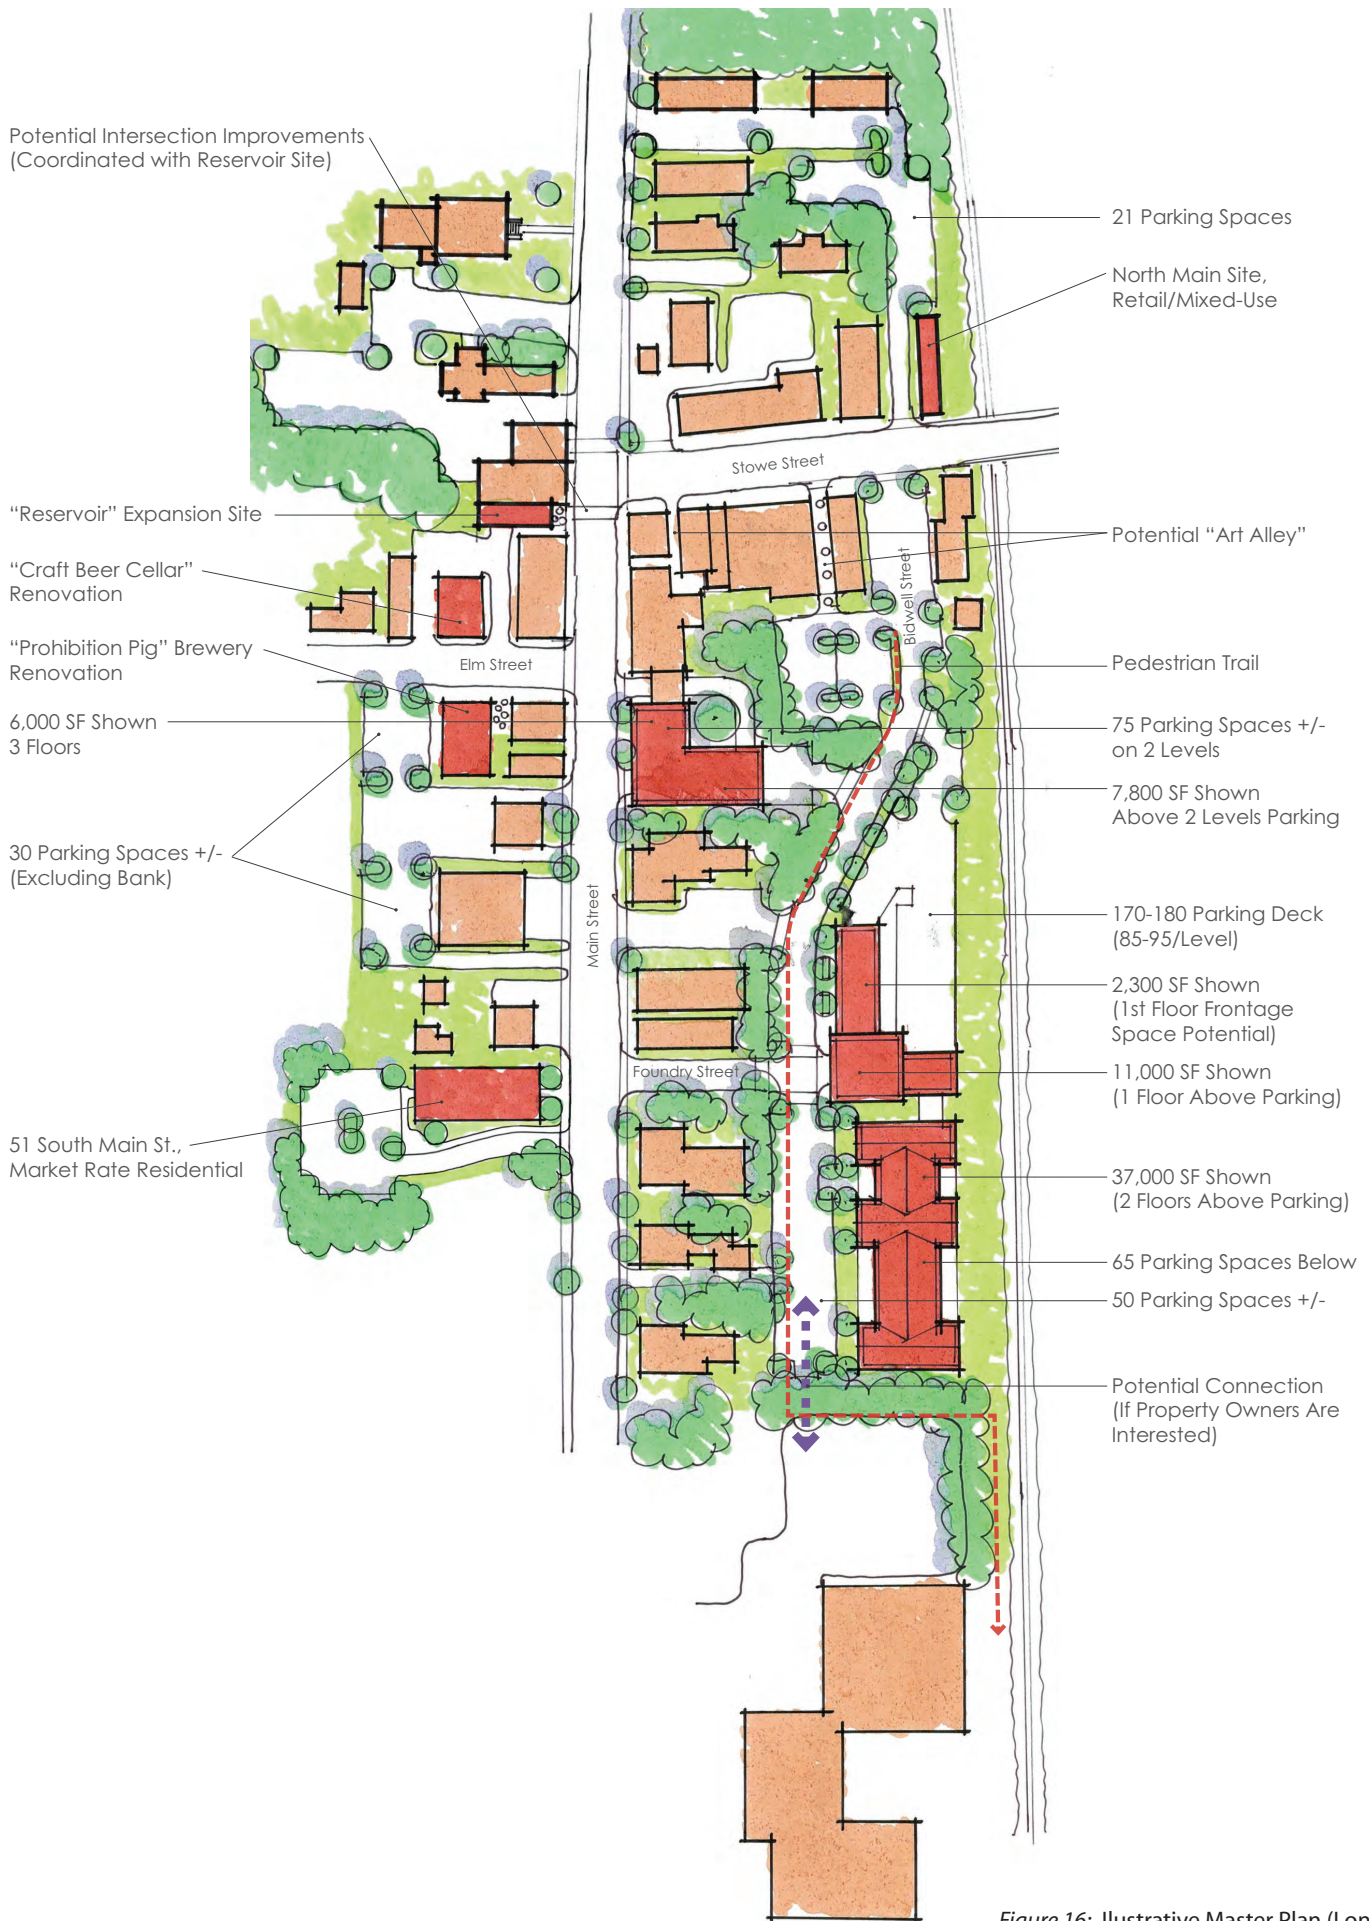 Potential Intersection Improvements
(Coordinated with Reservoir Site)
"Reservoir" Expansion Site
"Craft Beer Cellar"
Renovation
"Prohibition Pig" Brewery
Renovation
6,000 SF Shown
3 Floors
30 Parking Spaces +/-
(Excluding Bank)
51 South Main St.,
Market Rate Residential
Stowe Street
Elm Street
Bidwell Street
Main Street
Foundry Street
21 Parking Spaces
North Main Site,
Retail/Mixed-Use
Potential "Art Alley"
Pedestrian Trail
75 Parking Spaces +/-
on 2 Levels
7,800 SF Shown
Above 2 Levels Parking
170-180 Parking Deck
(85-95/Level)
2,300 SF Shown
(1st Floor Frontage
Space Potential)
11,000 SF Shown
(1 Floor Above Parking)
37,000 SF Shown
(2 Floors Above Parking)
65 Parking Spaces Below
50 Parking Spaces +/-
Potential Connection
(If Property Owners Are
Interested)
Figure 16: Ilustrative Master Plan